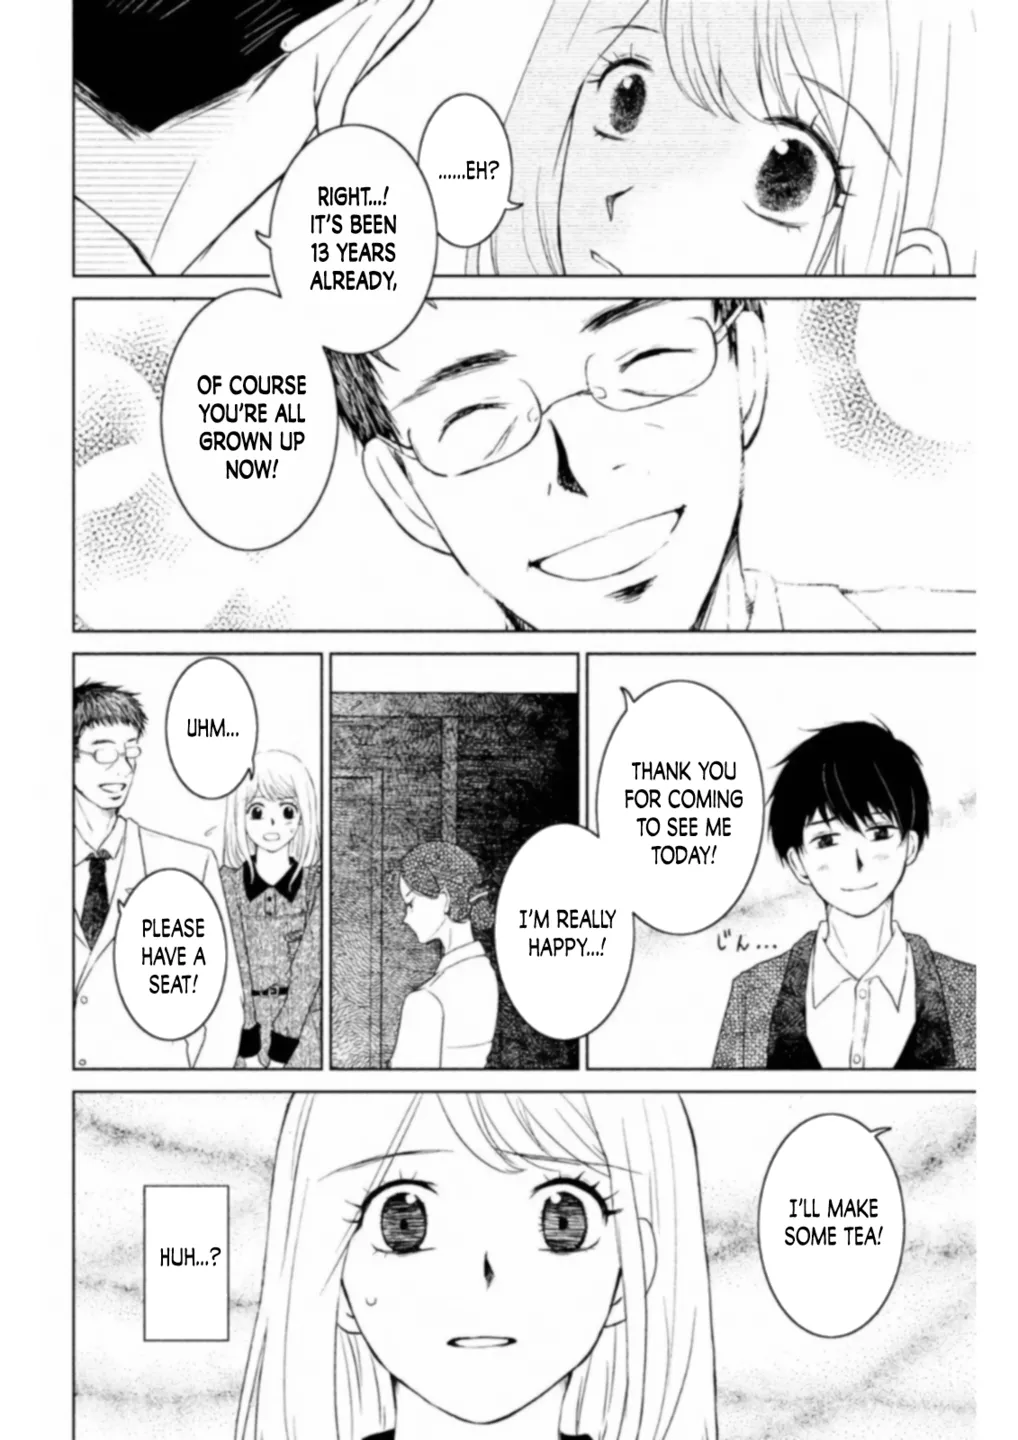 ......EH?
RIGHT...!
IT'S BEEN
13 YEARS
ALREADY,
OF COURSE
YOU'RE ALL
GROWN UP
NOW!
THANK YOU
FOR COMING
TO SEE ME
TODAY!
I'M REALLY
HAPPY...!
じん...
UHM...
PLEASE
HAVE A
SEAT!
I'LL MAKE
SOME TEA!
HUH...?